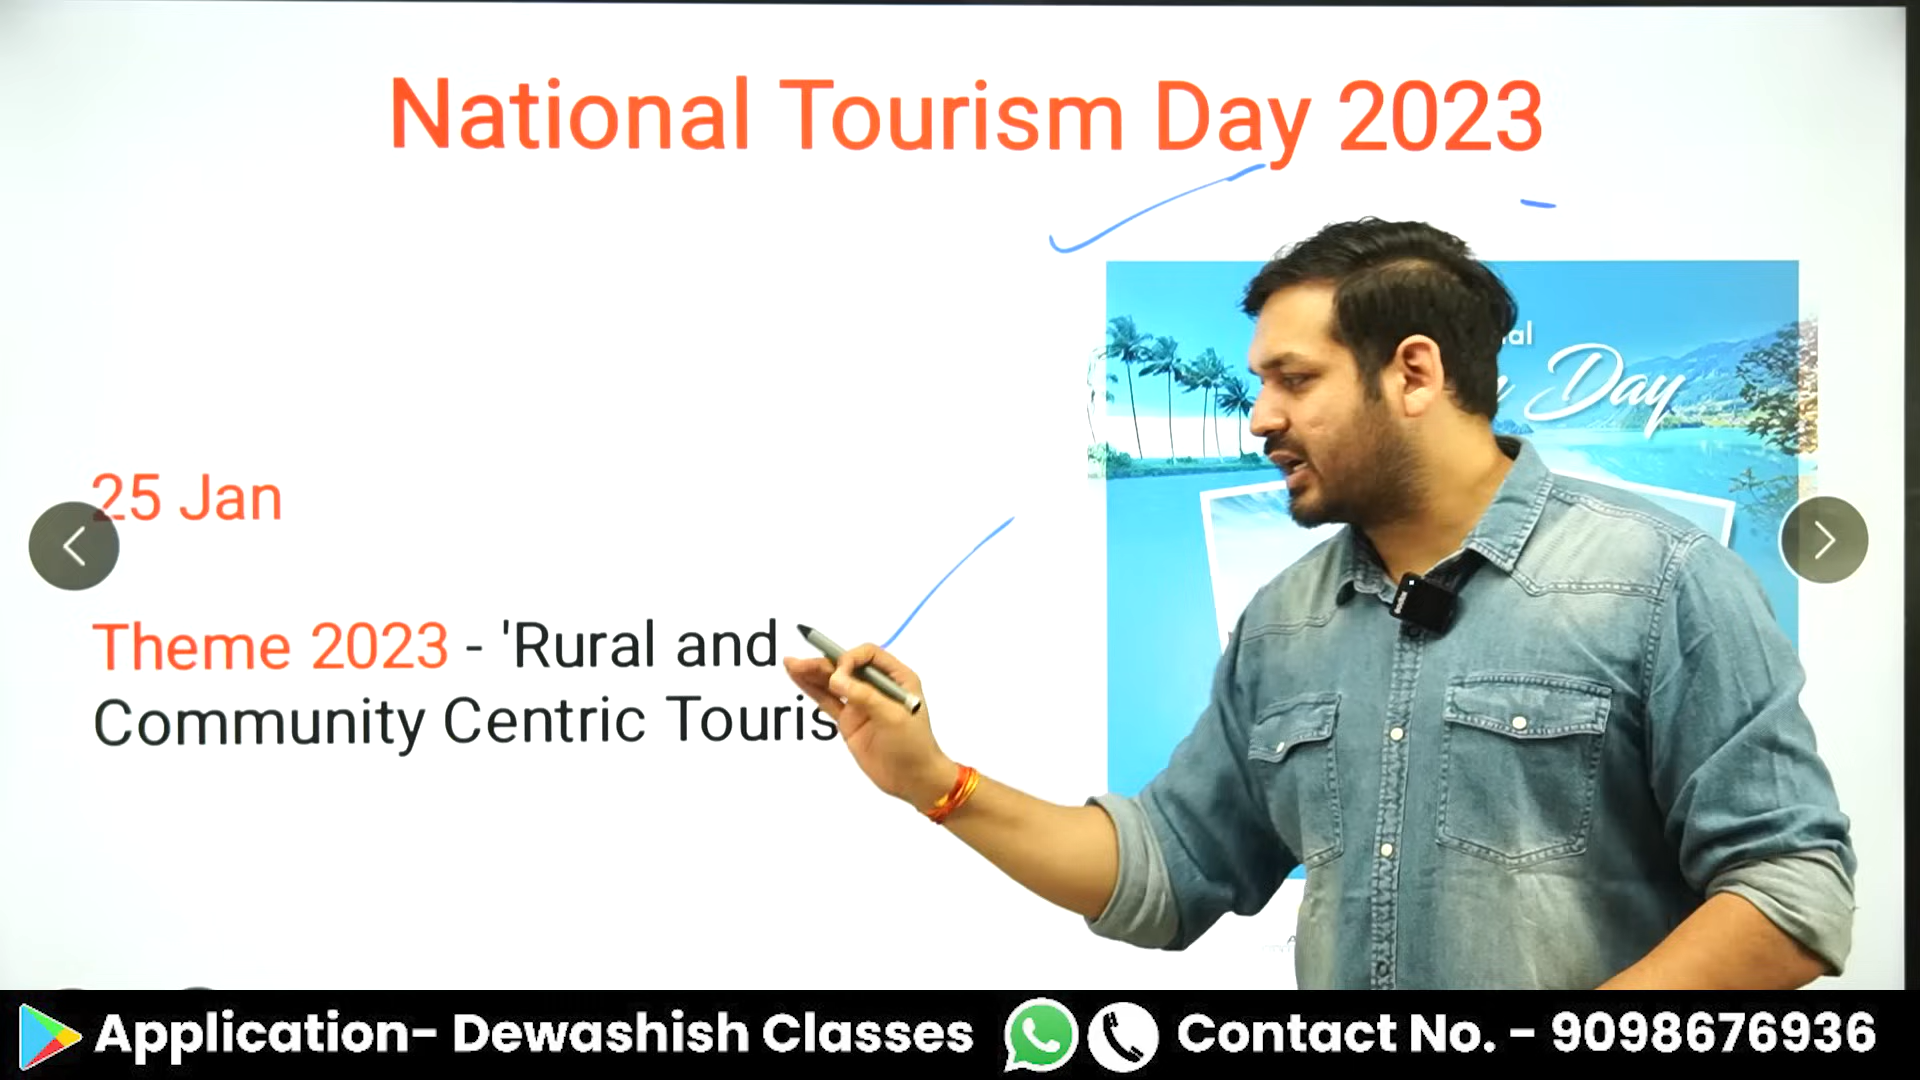 National Tourism Day 2023
Day
25 Jan
Theme 2023 - 'Rural and
Community Centric Touris
Application- Dewashish Classes
Contact No. - 9098676936